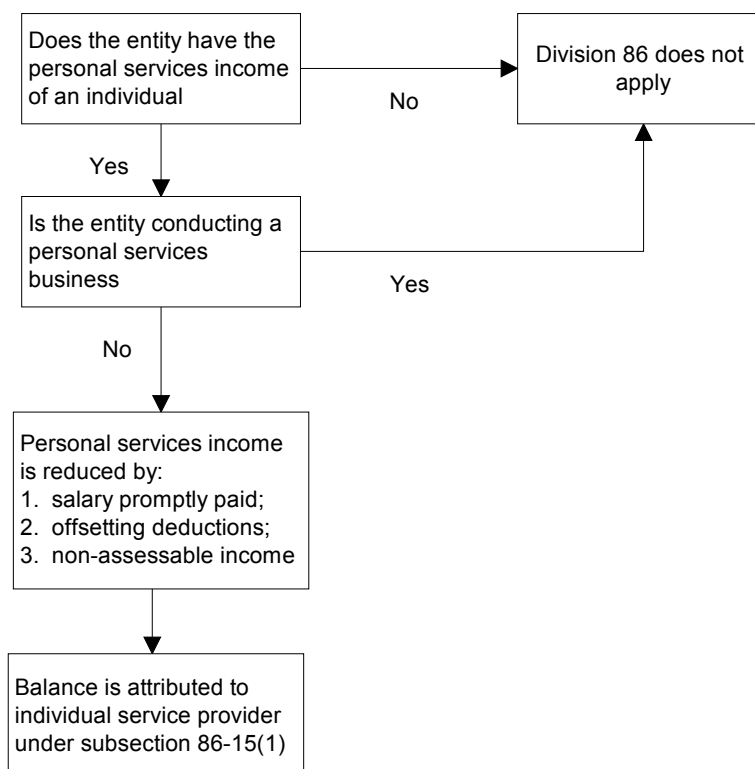 Does the entity have the
personal services income
of an individual
No
Division 86 does not
apply
Yes
Is the entity conducting a
personal services
business
Yes
No
Personal services income
is reduced by:
1. salary promptly paid;
2. offsetting deductions;
3. non-assessable income
Balance is attributed to
individual service provider
under subsection 86-15(1)